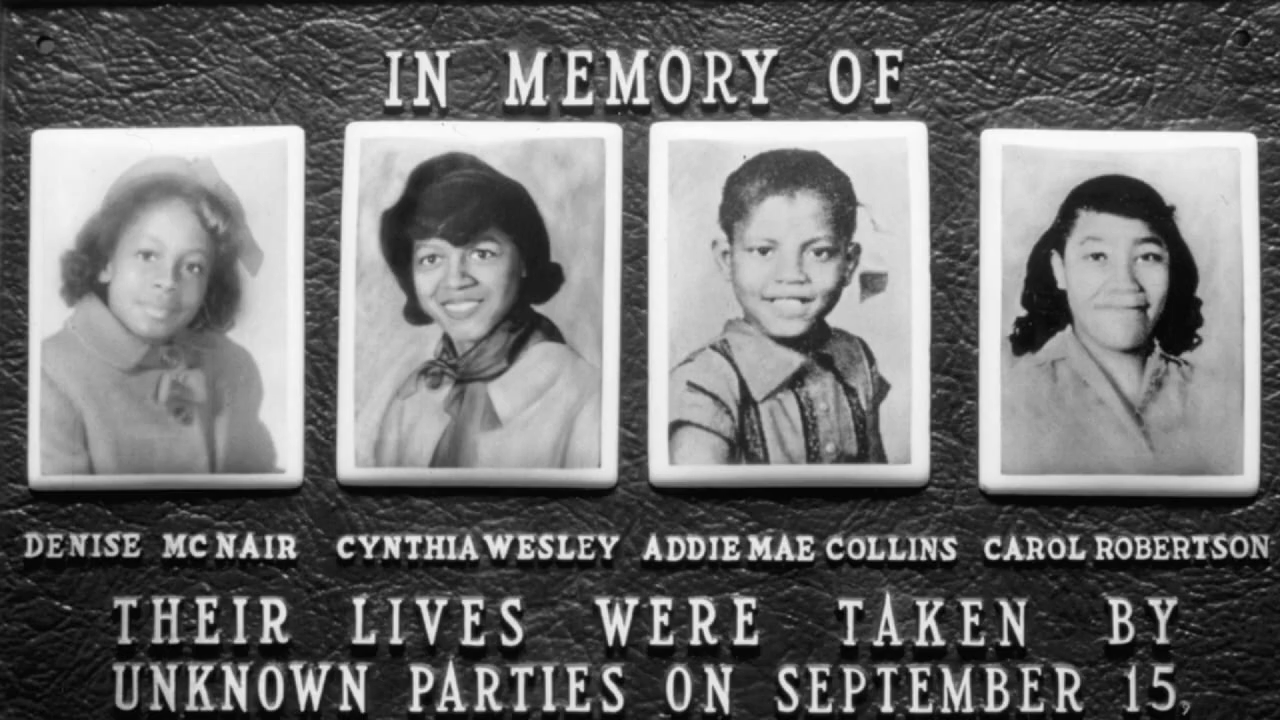 IN MEMORY OF
DENISE MCNAIR CYNTHIA WESLEY ADDIE MAE COLLINS CAROL ROBERTSON
THEIR LIVES WERE TAKEN BY
UNKNOWN PARTIES ON SEPTEMBER 15,